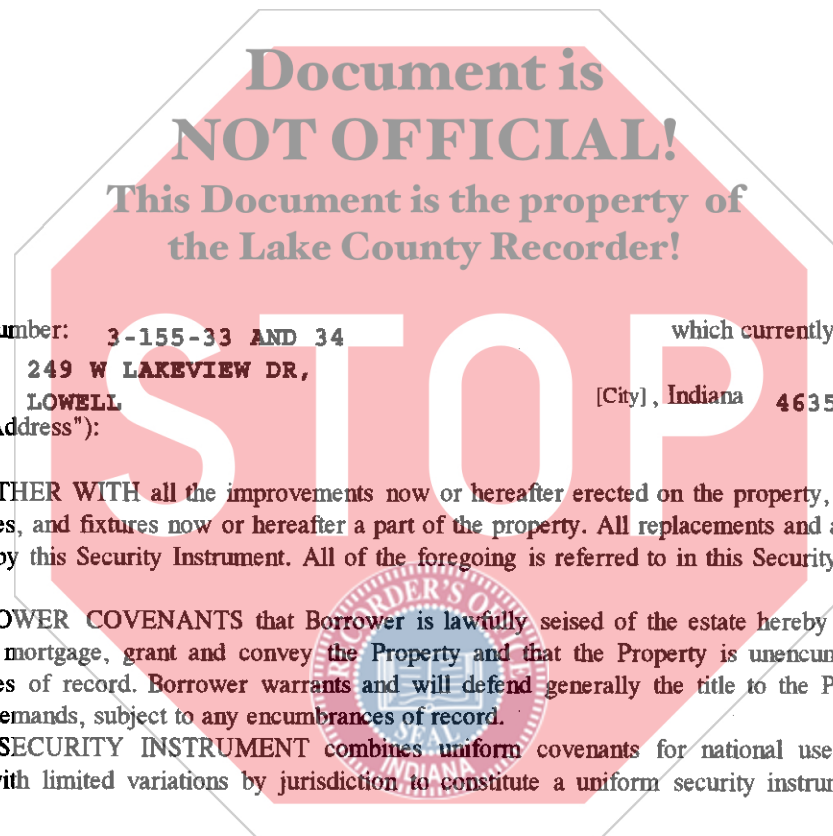 Document is
NOT OFFICIAL!
This Document is the property of
the Lake County Recorder!
STOP
umber: 3-155-33 AND 34 which currently
249 W LAKEVIEW DR,
LOWELL [City] , Indiana 4635
Address"):
THER WITH all the improvements now or hereafter erected on the property,
es, and fixtures now or hereafter a part of the property. All replacements and a
by this Security Instrument. All of the foregoing is referred to in this Security
OWER COVENANTS that Borrower is lawfully seised of the estate hereby
mortgage, grant and convey the Property and that the Property is unencum
es of record. Borrower warrants and will defend generally the title to the P
emands, subject to any encumbrances of record.
SECURITY INSTRUMENT combines uniform covenants for national use
ith limited variations by jurisdiction to constitute a uniform security instrum
RECORDER'S OFFICE
SEAL
INDIANA